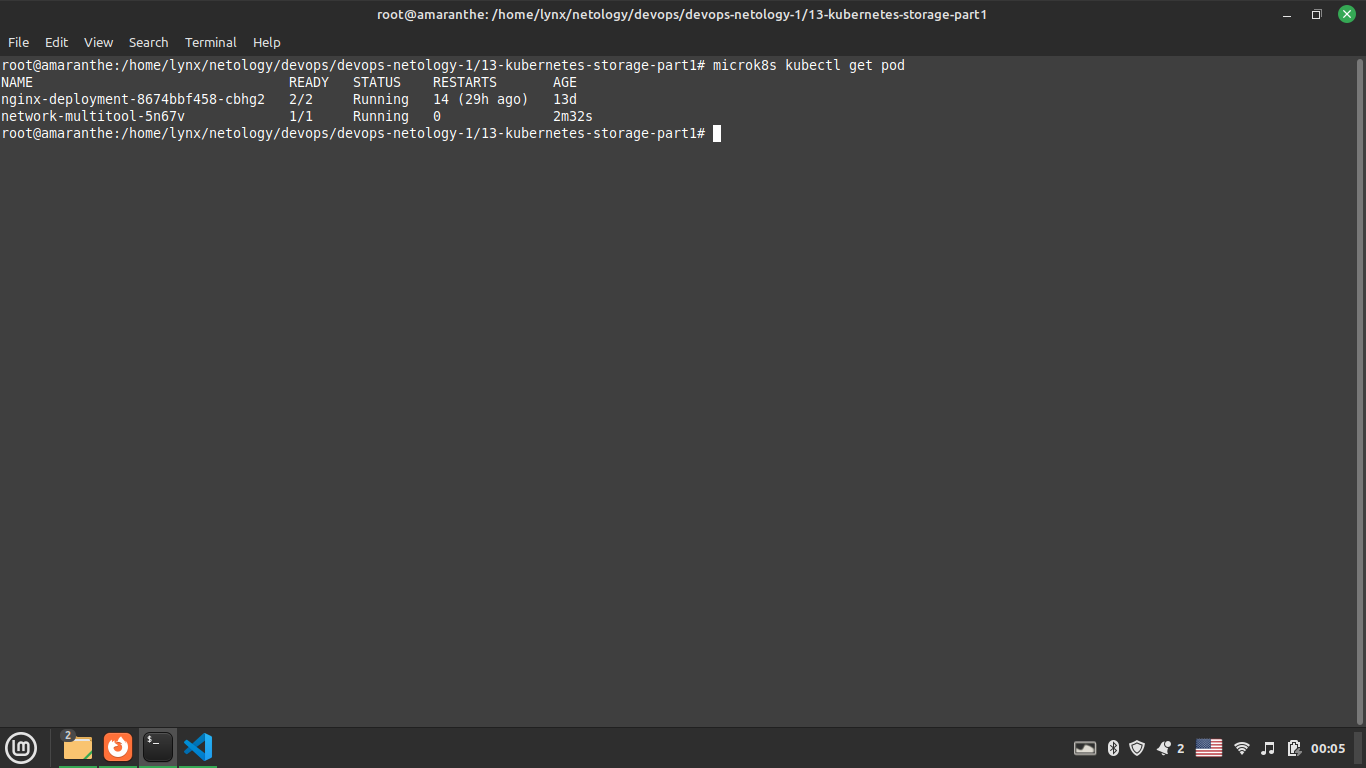 root@amaranthe: /home/lynx/netology/devops/devops-netology-1/13-kubernetes-storage-part1
File Edit View Search Terminal Help
root@amaranthe:/home/lynx/netology/devops/devops-netology-1/13-kubernetes-storage-part1# microk8s kubectl get pod
NAME                                READY   STATUS    RESTARTS       AGE
nginx-deployment-8674bbf458-cbhg2   2/2     Running   14 (29h ago)   13d
network-multitool-5n67v             1/1     Running   0              2m32s
root@amaranthe:/home/lynx/netology/devops/devops-netology-1/13-kubernetes-storage-part1#
2 $_ 2 00:05